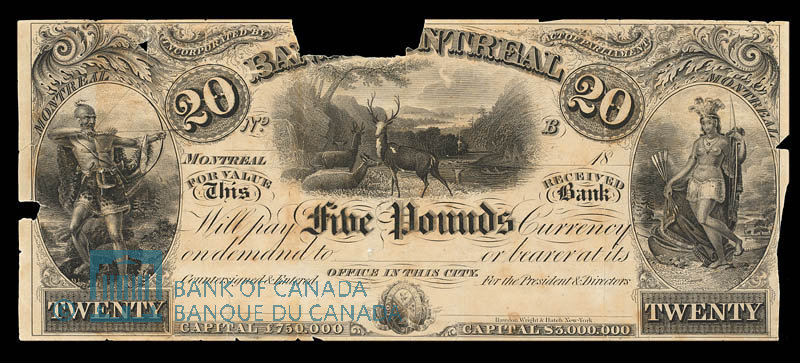 INCORPORATED BY ACT OF PARLIAMENT
BA NTREAL
MONTREAL MONTREAL
20 20
No B
MONTREAL 18
FOR VALUE RECEIVED
This Bank
Will pay Five Pounds Currency
on demand to or bearer at its
OFFICE IN THIS CITY.
Countersigned & Entered For the President & Directors
BANK OF CANADA
BANQUE DU CANADA
Rawdon Wright & Hatch New-York
TWENTY TWENTY
CAPITAL £750.000 CAPITAL $3.000.000